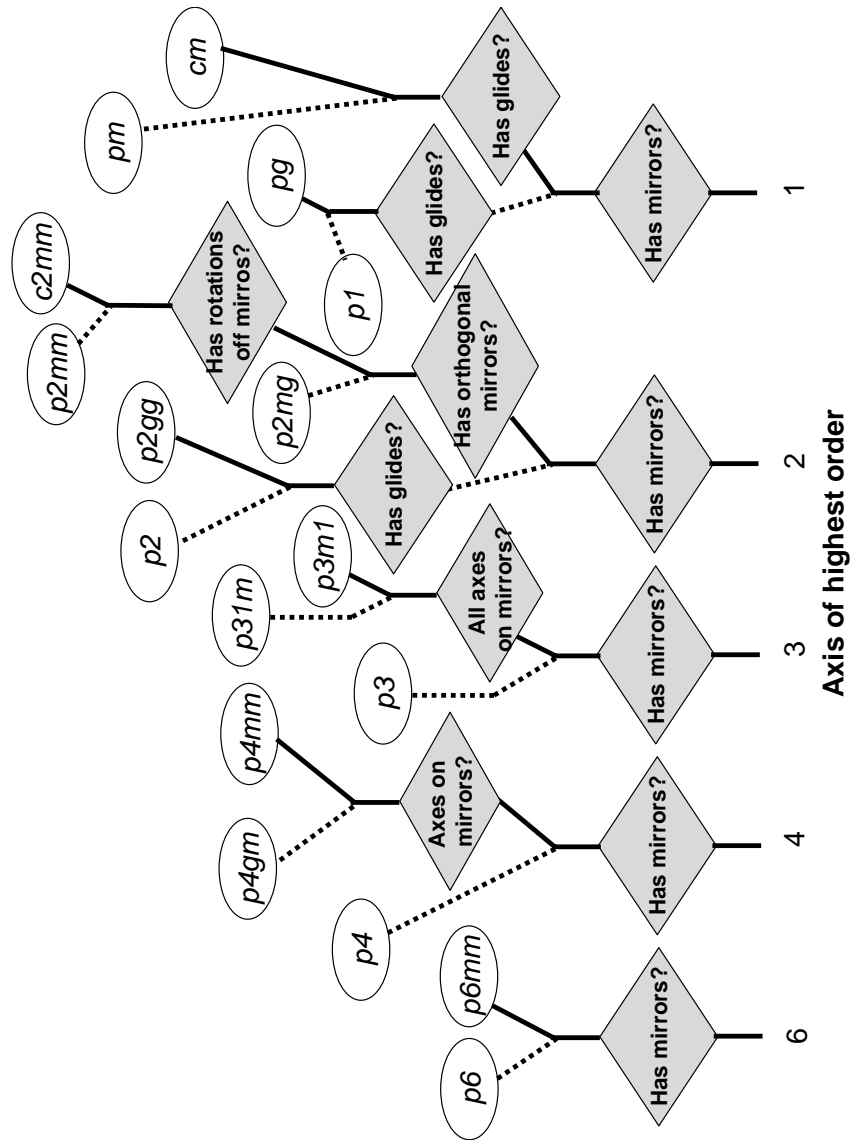 c2mm
cm
p2mm
pm
p2gg
pg
p2
Has rotations
off mirros?
p1
p2mg
p4mm
p31m
p3m1
p4gm
Has glides?
Has orthogonal
mirrors?
Has glides?
Has glides?
p4
p3
Axes on
mirrors?
All axes
on mirrors?
p6
p6mm
Has mirrors?
Has mirrors?
Has mirrors?
Has mirrors?
Has mirrors?
6
4
3
2
1
Axis of highest order